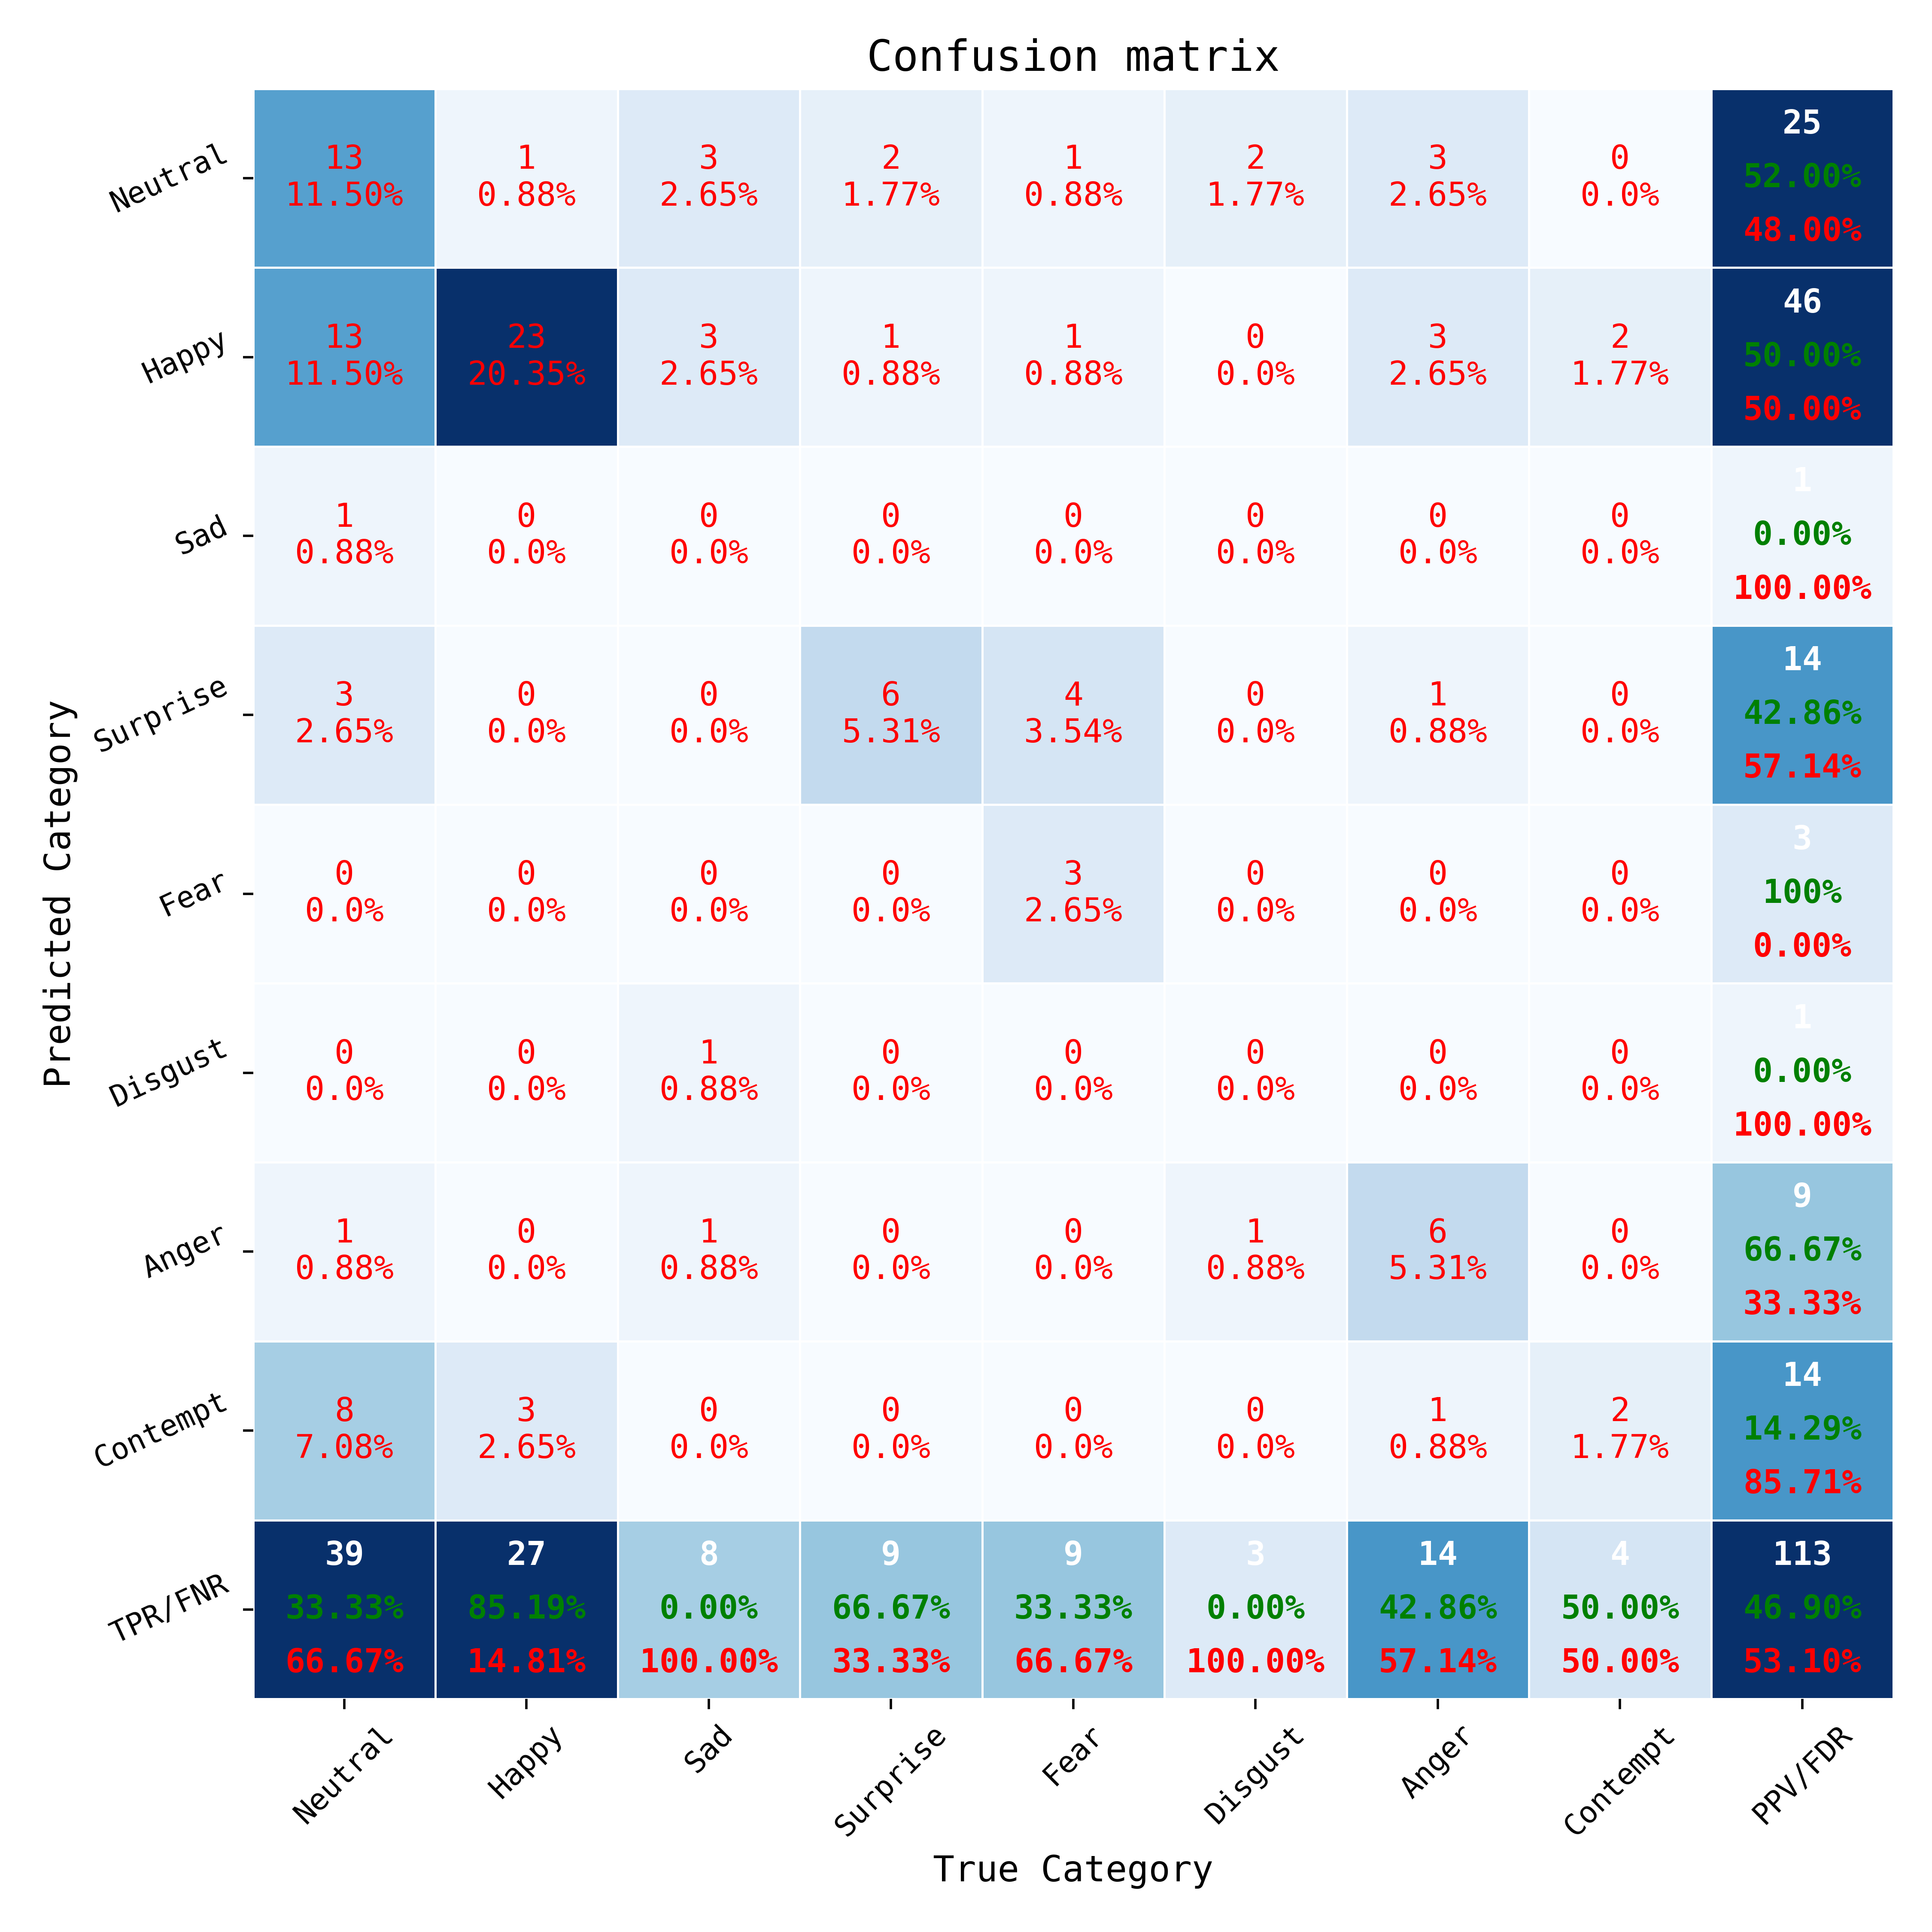 Confusion matrix
Predicted Category
Neutral
13 1 3 2 1 2 3 0 25
11.50% 0.88% 2.65% 1.77% 0.88% 1.77% 2.65% 0.0% 52.00%
48.00%
Happy
13 23 3 1 1 0 3 2 46
11.50% 20.35% 2.65% 0.88% 0.88% 0.0% 2.65% 1.77% 50.00%
50.00%
Sad
1 0 0 0 0 0 0 0 1
0.88% 0.0% 0.0% 0.0% 0.0% 0.0% 0.0% 0.0% 0.00%
100.00%
Surprise
3 0 0 6 4 0 1 0 14
2.65% 0.0% 0.0% 5.31% 3.54% 0.0% 0.88% 0.0% 42.86%
57.14%
Fear
0 0 0 0 3 0 0 0 3
0.0% 0.0% 0.0% 0.0% 2.65% 0.0% 0.0% 0.0% 100%
0.00%
Disgust
0 0 1 0 0 0 0 0 1
0.0% 0.0% 0.88% 0.0% 0.0% 0.0% 0.0% 0.0% 0.00%
100.00%
Anger
1 0 1 0 0 1 6 0 9
0.88% 0.0% 0.88% 0.0% 0.0% 0.88% 5.31% 0.0% 66.67%
33.33%
Contempt
8 3 0 0 0 0 1 2 14
7.08% 2.65% 0.0% 0.0% 0.0% 0.0% 0.88% 1.77% 14.29%
85.71%
TPR/FNR
39 27 8 9 9 3 14 4 113
33.33% 85.19% 0.00% 66.67% 33.33% 0.00% 42.86% 50.00% 46.90%
66.67% 14.81% 100.00% 33.33% 66.67% 100.00% 57.14% 50.00% 53.10%
Neutral Happy Sad Surprise Fear Disgust Anger Contempt PPV/FDR
True Category